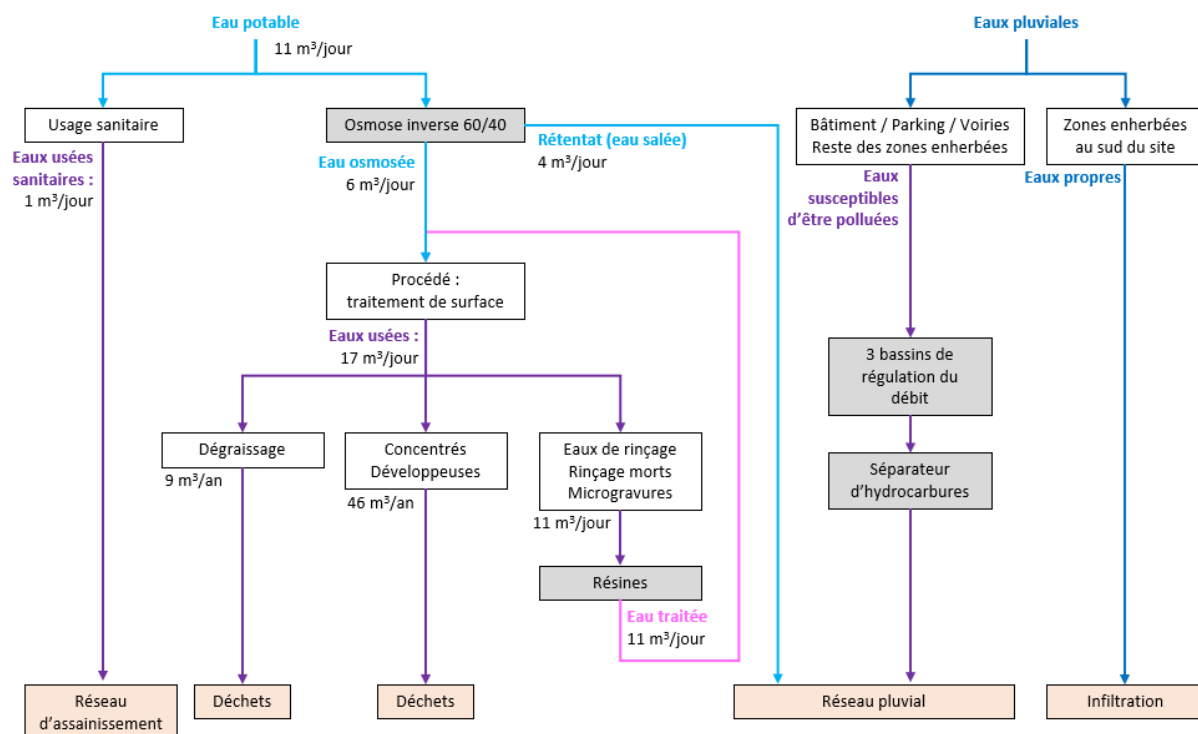 Eau potable
11 m³/jour
Eaux pluviales
Usage sanitaire
Osmose inverse 60/40
Bâtiment / Parking / Voiries
Reste des zones enherbées
Zones enherbées
au sud du site
Eaux usées
sanitaires :
1 m³/jour
Eau osmosée
6 m³/jour
Rétentat (eau salée)
4 m³/jour
Eaux
susceptibles
d'être polluées
Eaux propres
Procédé :
traitement de surface
Eaux usées :
17 m³/jour
3 bassins de
régulation du
débit
Dégraissage
9 m³/an
Concentrés
Développeuses
46 m³/an
Eaux de rinçage
Rinçage morts
Microgravures
11 m³/jour
Séparateur
d'hydrocarbures
Résines
Eau traitée
11 m³/jour
Réseau
d'assainissement
Déchets
Déchets
Réseau pluvial
Infiltration